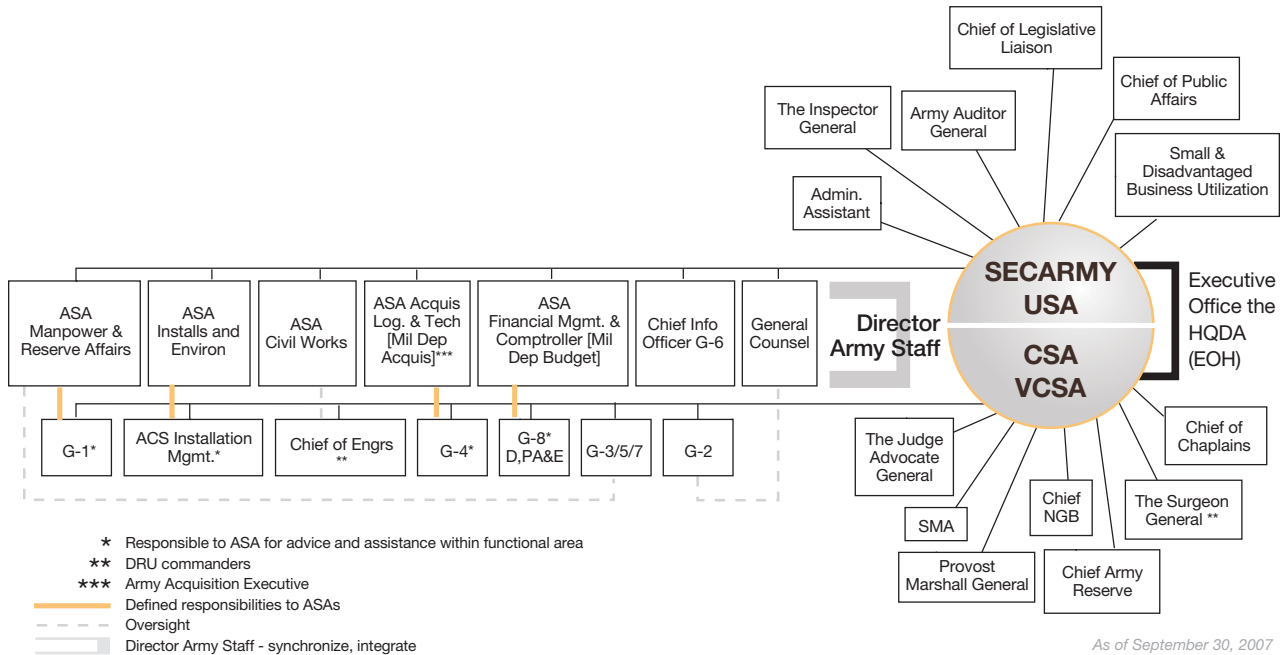 Chief of Legislative
Liaison
Chief of Public
Affairs
The Inspector
General
Army Auditor
General
Small &
Disadvantaged
Business Utilization
Admin.
Assistant
SECARMY
USA
CSA
VCSA
Executive
Office the
HQDA
(EOH)
Director
Army Staff
ASA
Manpower &
Reserve Affairs
ASA
Installs and
Environ
ASA
Civil Works
ASA Acquis
Log. & Tech
[Mil Dep
Acquis]***
ASA
Financial Mgmt. &
Comptroller [Mil
Dep Budget]
Chief Info
Officer G-6
General
Counsel
G-1*
ACS Installation
Mgmt.*
Chief of Engrs
**
G-4*
G-8*
D,PA&E
G-3/5/7
G-2
The Judge
Advocate
General
Chief of
Chaplains
SMA
Chief
NGB
The Surgeon
General **
Provost
Marshall General
Chief Army
Reserve
* Responsible to ASA for advice and assistance within functional area
** DRU commanders
*** Army Acquisition Executive
Defined responsibilities to ASAs
Oversight
Director Army Staff - synchronize, integrate
As of September 30, 2007